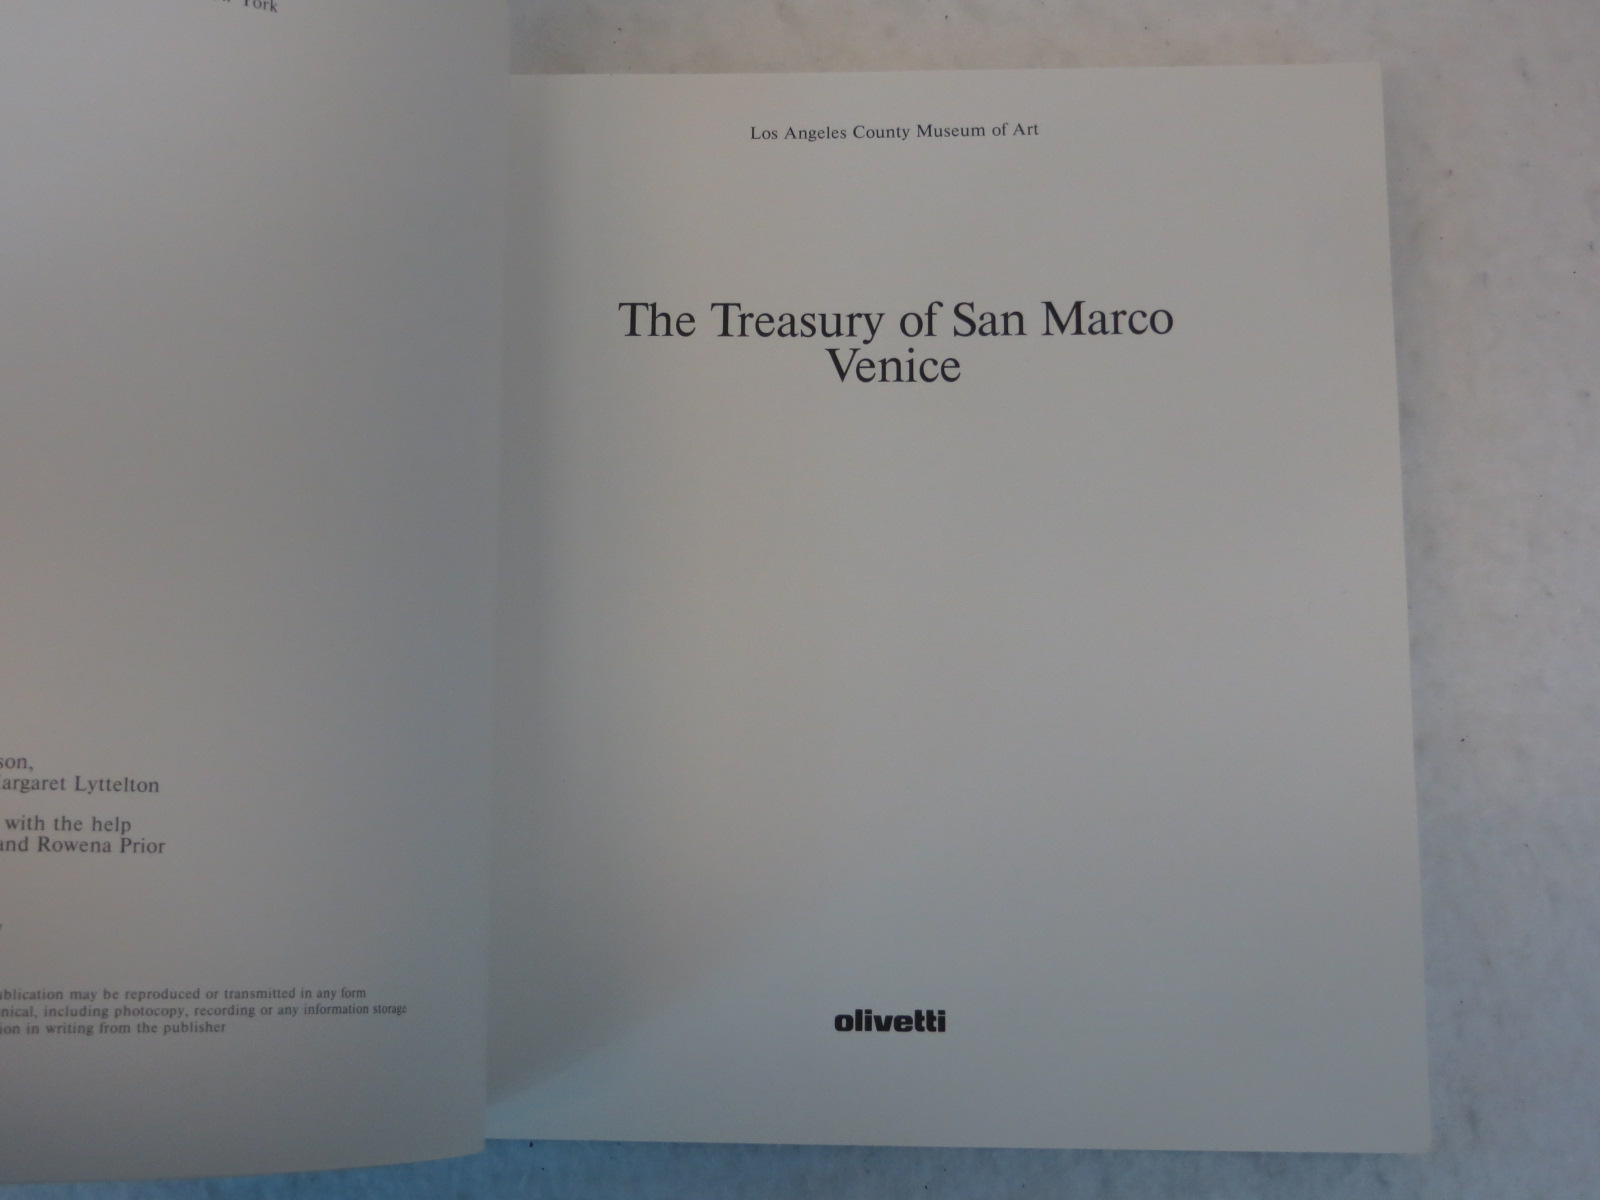 York
son,
argaret Lyttelton
with the help
and Rowena Prior
blication may be reproduced or transmitted in any form
nical, including photocopy, recording or any information storage
ion in writing from the publisher
Los Angeles County Museum of Art
The Treasury of San Marco
Venice
olivetti